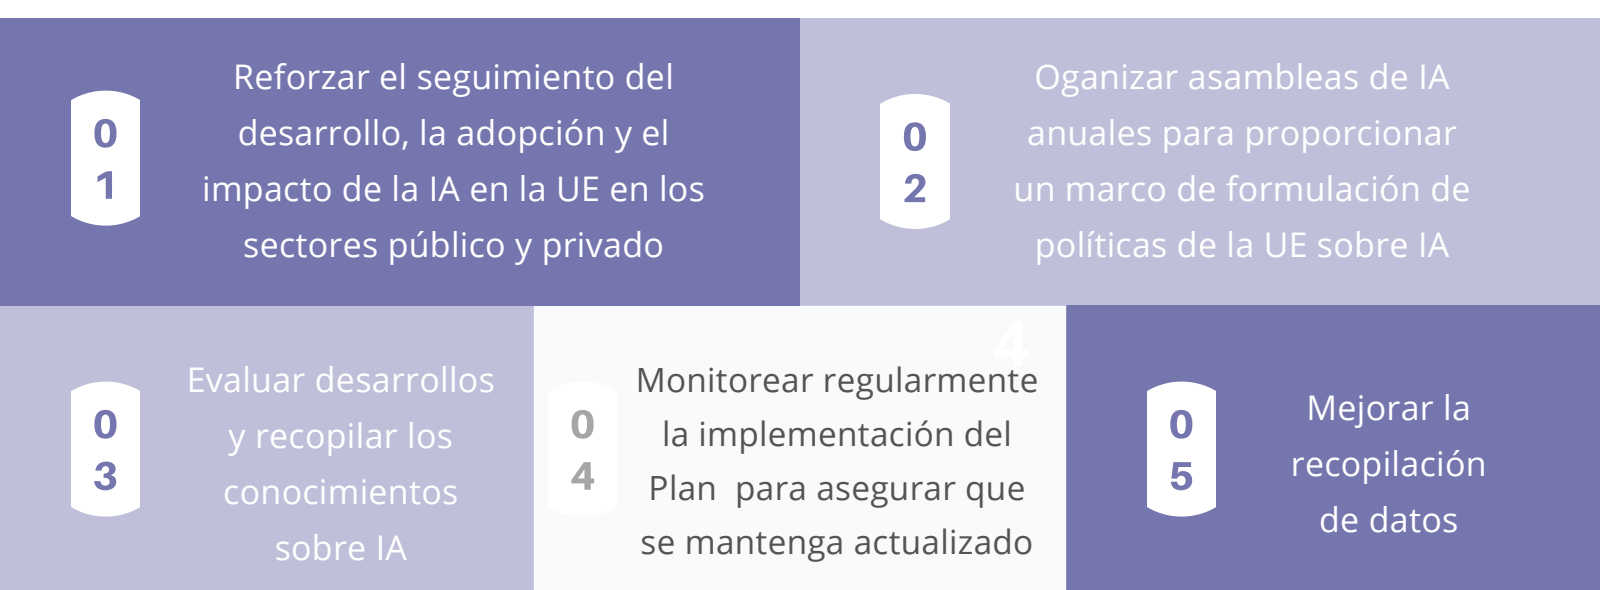 0
1
Reforzar el seguimiento del
desarrollo, la adopción y el
impacto de la IA en la UE en los
sectores público y privado
0
2
Oganizar asambleas de IA
anuales para proporcionar
un marco de formulación de
políticas de la UE sobre IA
0
3
Evaluar desarrollos
y recopilar los
conocimientos
sobre IA
4
0
4
Monitorear regularmente
la implementación del
Plan  para asegurar que
se mantenga actualizado
0
5
Mejorar la
recopilación
de datos